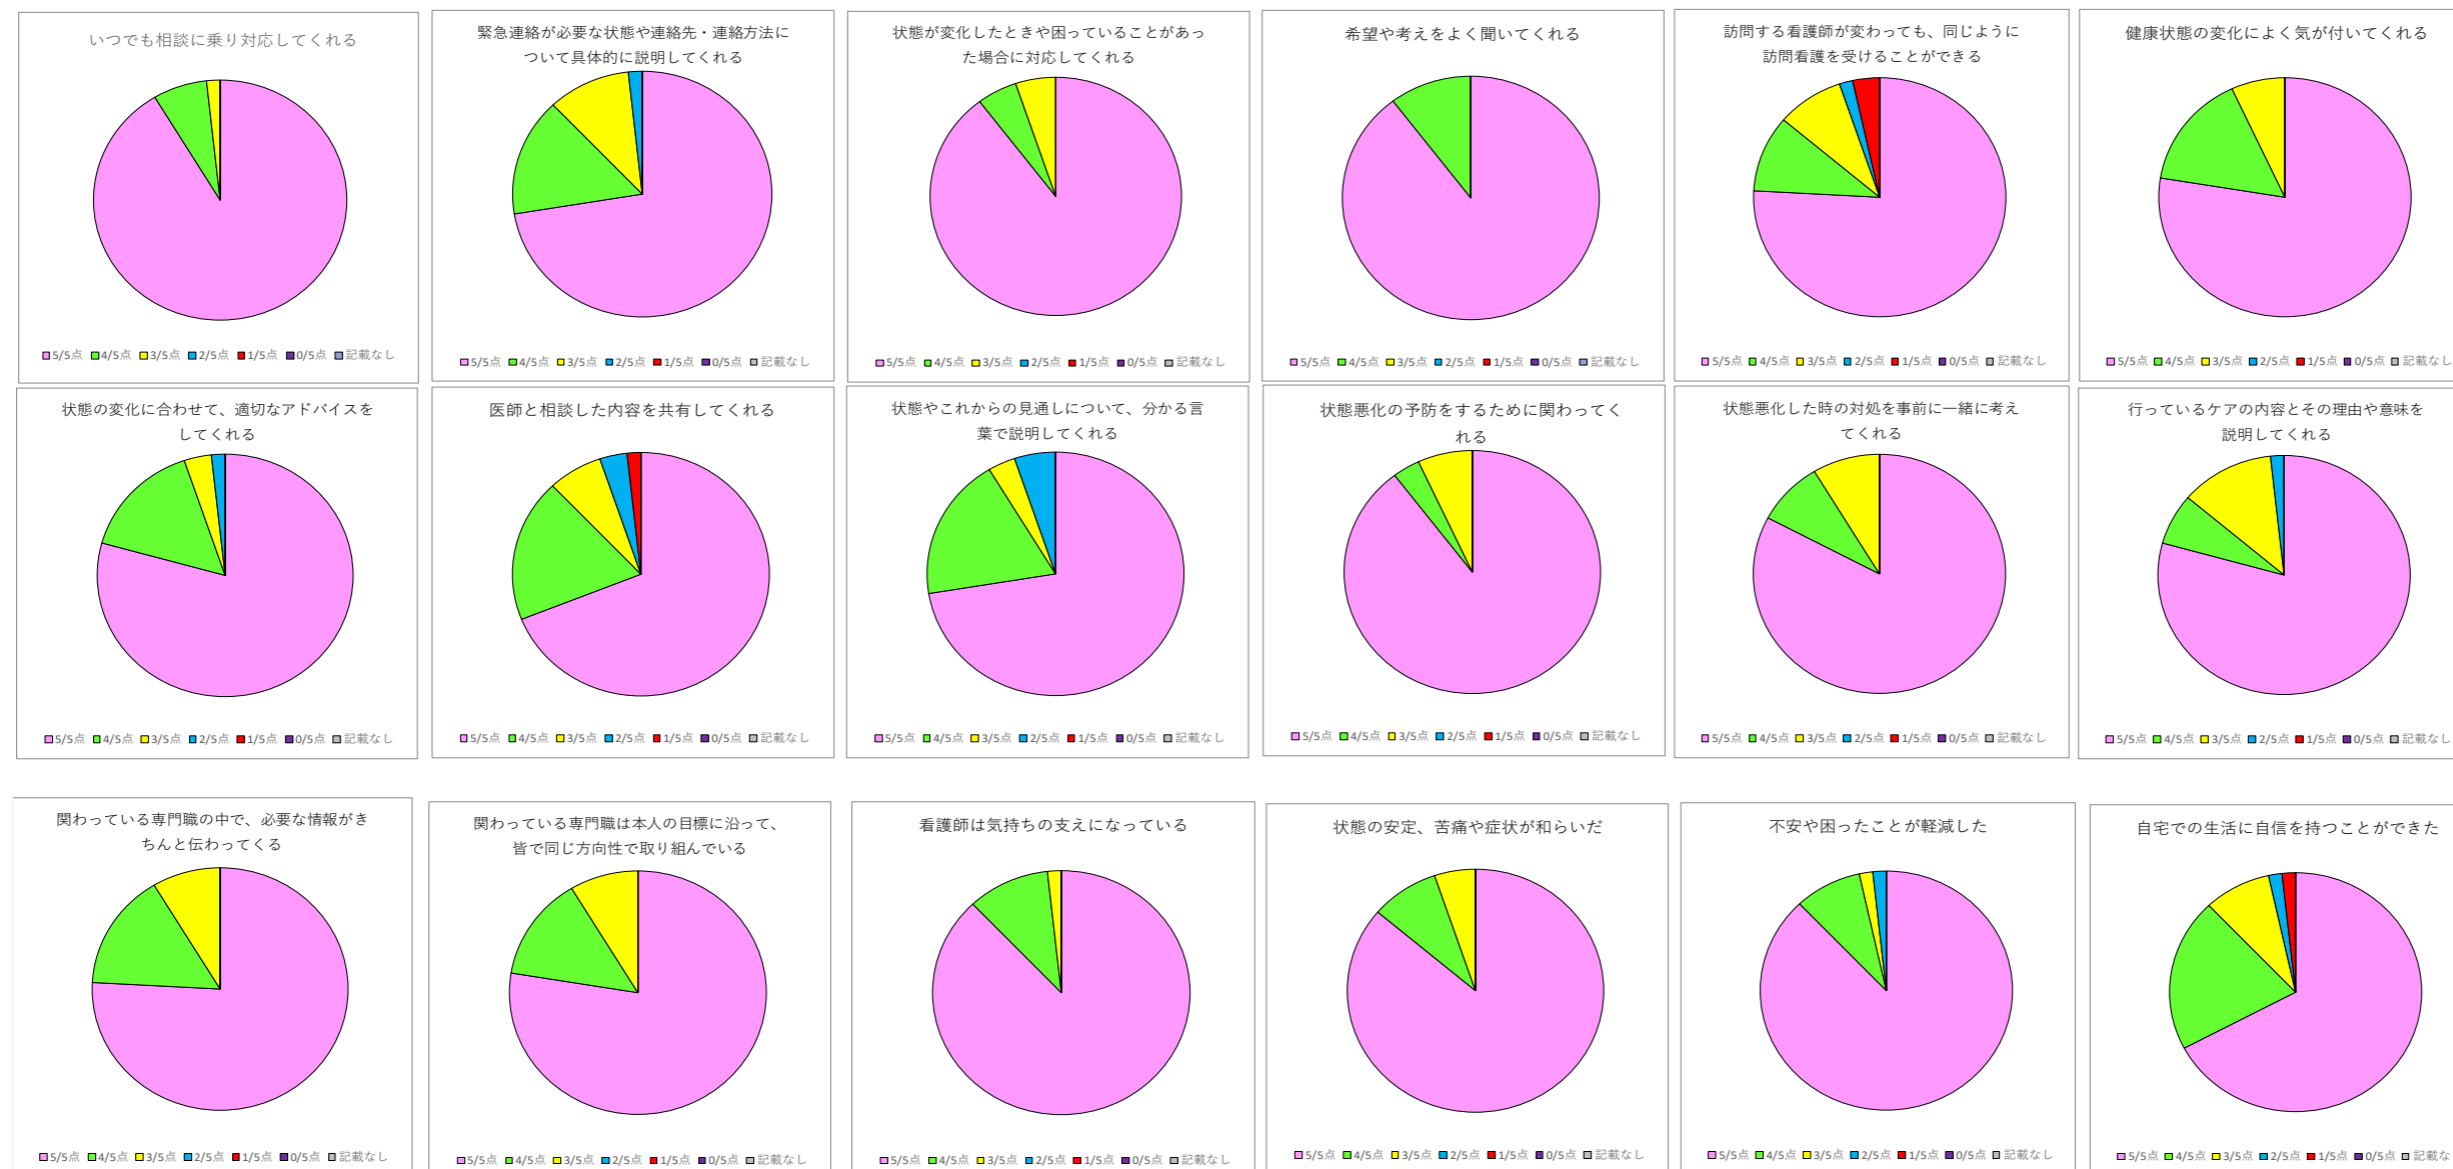 いつでも相談に乗り対応してくれる
5/5点 4/5点 3/5点 2/5点 1/5点 0/5点 記載なし
緊急連絡が必要な状態や連絡先・連絡方法に
ついて具体的に説明してくれる
5/5点 4/5点 3/5点 2/5点 1/5点 0/5点 記載なし
状態が変化したときや困っていることがあっ
た場合に対応してくれる
5/5点 4/5点 3/5点 2/5点 1/5点 0/5点 記載なし
希望や考えをよく聞いてくれる
5/5点 4/5点 3/5点 2/5点 1/5点 0/5点 記載なし
訪問する看護師が変わっても、同じように
訪問看護を受けることができる
5/5点 4/5点 3/5点 2/5点 1/5点 0/5点 記載なし
健康状態の変化によく気が付いてくれる
5/5点 4/5点 3/5点 2/5点 1/5点 0/5点 記載なし
状態の変化に合わせて、適切なアドバイスを
してくれる
5/5点 4/5点 3/5点 2/5点 1/5点 0/5点 記載なし
医師と相談した内容を共有してくれる
5/5点 4/5点 3/5点 2/5点 1/5点 0/5点 記載なし
状態やこれからの見通しについて、分かる言
葉で説明してくれる
5/5点 4/5点 3/5点 2/5点 1/5点 0/5点 記載なし
状態悪化の予防をするために関わってく
れる
5/5点 4/5点 3/5点 2/5点 1/5点 0/5点 記載なし
状態悪化した時の対処を事前に一緒に考え
てくれる
5/5点 4/5点 3/5点 2/5点 1/5点 0/5点 記載なし
行っているケアの内容とその理由や意味を
説明してくれる
5/5点 4/5点 3/5点 2/5点 1/5点 0/5点 記載なし
関わっている専門職の中で、必要な情報がき
ちんと伝わってくる
5/5点 4/5点 3/5点 2/5点 1/5点 0/5点 記載なし
関わっている専門職は本人の目標に沿って、
皆で同じ方向性で取り組んでいる
5/5点 4/5点 3/5点 2/5点 1/5点 0/5点 記載なし
看護師は気持ちの支えになっている
5/5点 4/5点 3/5点 2/5点 1/5点 0/5点 記載なし
状態の安定、苦痛や症状が和らいだ
5/5点 4/5点 3/5点 2/5点 1/5点 0/5点 記載なし
不安や困ったことが軽減した
5/5点 4/5点 3/5点 2/5点 1/5点 0/5点 記載なし
自宅での生活に自信を持つことができた
5/5点 4/5点 3/5点 2/5点 1/5点 0/5点 記載な